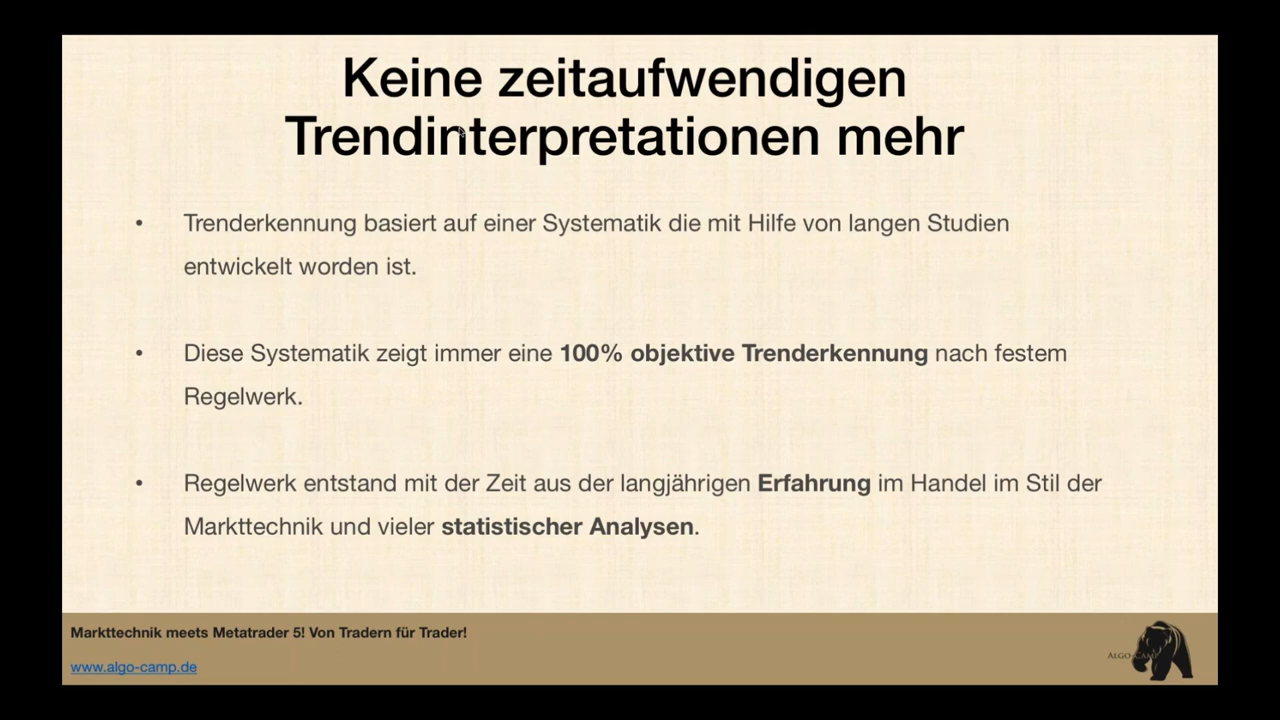 Keine zeitaufwendigen
Trendinterpretationen mehr
• Trenderkennung basiert auf einer Systematik die mit Hilfe von langen Studien
entwickelt worden ist.
• Diese Systematik zeigt immer eine 100% objektive Trenderkennung nach festem
Regelwerk.
• Regelwerk entstand mit der Zeit aus der langjährigen Erfahrung im Handel im Stil der
Markttechnik und vieler statistischer Analysen.
Markttechnik meets Metatrader 5! Von Tradern für Trader!
www.algo-camp.de
ALGO-CAMP